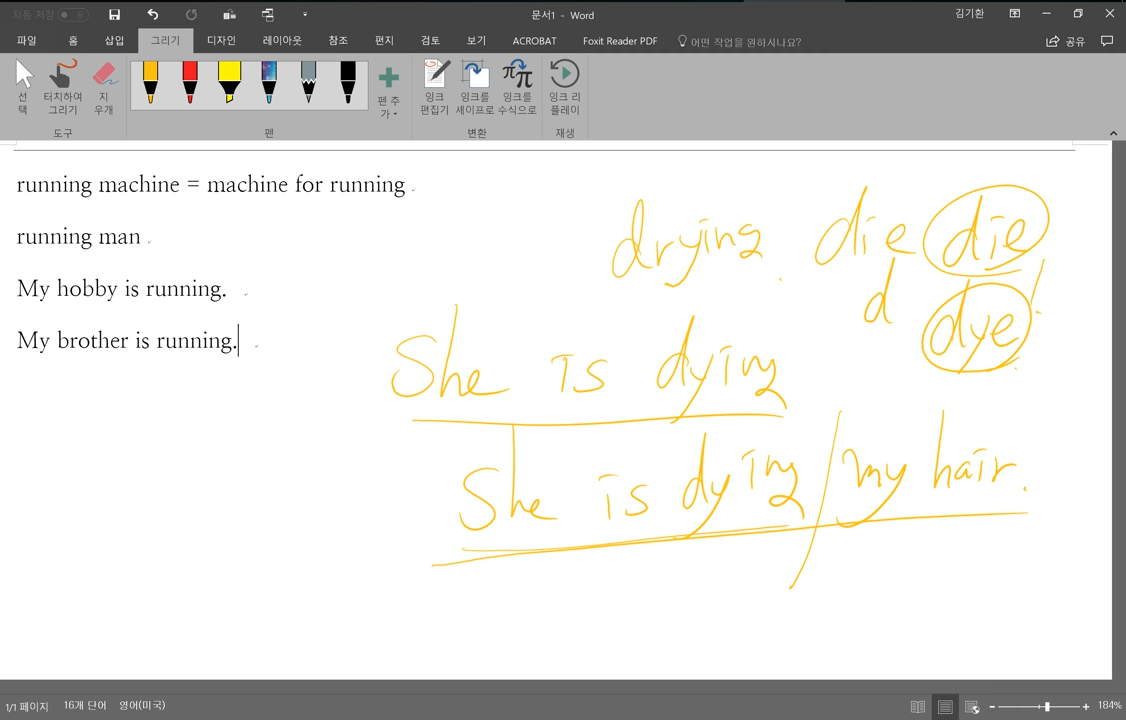 자동 저장
문서1 - Word
김기환
파일 홈 삽입 그리기 디자인 레이아웃 참조 편지 검토 보기 ACROBAT Foxit Reader PDF 어떤 작업을 원하시나요? 공유
선택 터치하여 그리기 지우개 펜 추가 잉크 편집기 잉크를 셰이프로 잉크를 수식으로 잉크 리플레이
도구 펜 변환 재생
running machine = machine for running
running man
My hobby is running.
My brother is running.
drying. die die
d dye!
She is dying
She is dying / my hair.
1/1 페이지 16개 단어 영어(미국) 184%